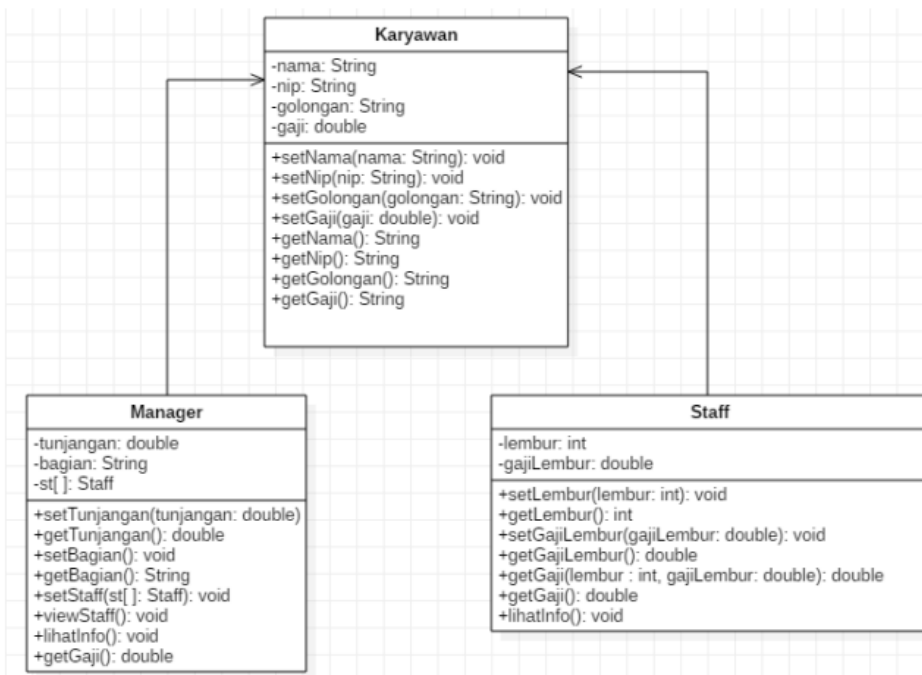 Karyawan
-nama: String
-nip: String
-golongan: String
-gaji: double
+setNama(nama: String): void
+setNip(nip: String): void
+setGolongan(golongan: String): void
+setGaji(gaji: double): void
+getNama(): String
+getNip(): String
+getGolongan(): String
+getGaji(): String
Manager
-tunjangan: double
-bagian: String
-st[ ]: Staff
+setTunjangan(tunjangan: double)
+getTunjangan(): double
+setBagian(): void
+getBagian(): String
+setStaff(st[ ]: Staff): void
+viewStaff(): void
+lihatInfo(): void
+getGaji(): double
Staff
-lembur: int
-gajiLembur: double
+setLembur(lembur: int): void
+getLembur(): int
+setGajiLembur(gajiLembur: double): void
+getGajiLembur(): double
+getGaji(lembur : int, gajiLembur: double): double
+getGaji(): double
+lihatInfo(): void